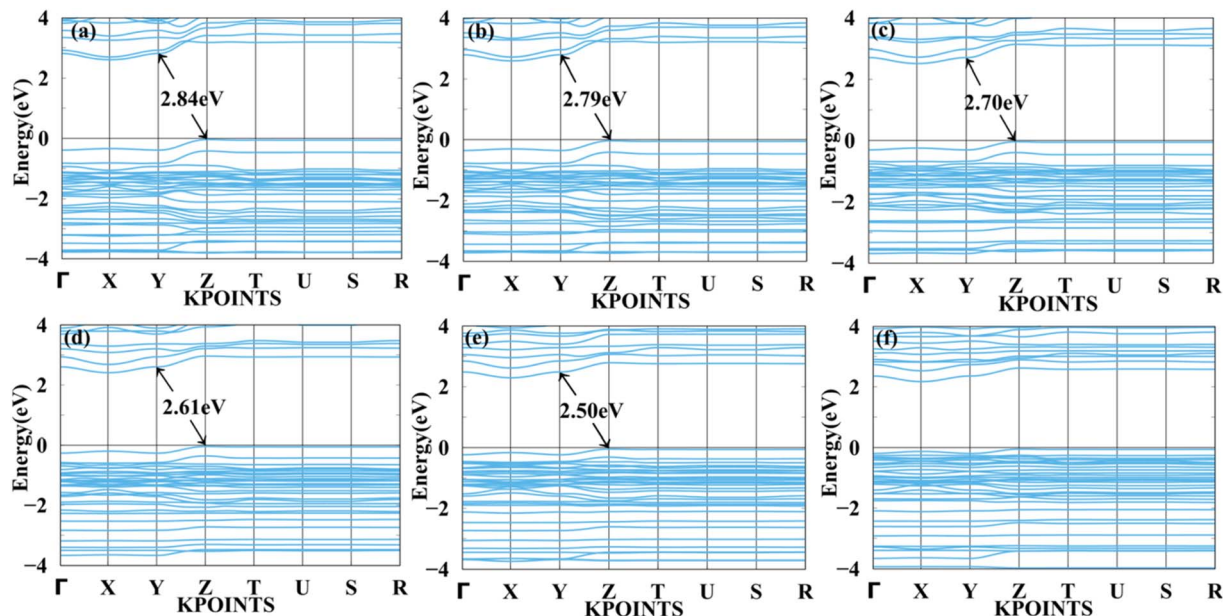 (a)
4
2
0
−2
−4
Energy(eV)
2.84eV
Γ X Y Z T U S R
KPOINTS
(b)
4
2
0
−2
−4
Energy(eV)
2.79eV
Γ X Y Z T U S R
KPOINTS
(c)
4
2
0
−2
−4
Energy(eV)
2.70eV
Γ X Y Z T U S R
KPOINTS
(d)
4
2
0
−2
−4
Energy(eV)
2.61eV
Γ X Y Z T U S R
KPOINTS
(e)
4
2
0
−2
−4
Energy(eV)
2.50eV
Γ X Y Z T U S R
KPOINTS
(f)
4
2
0
−2
−4
Energy(eV)
Γ X Y Z T U S R
KPOINTS